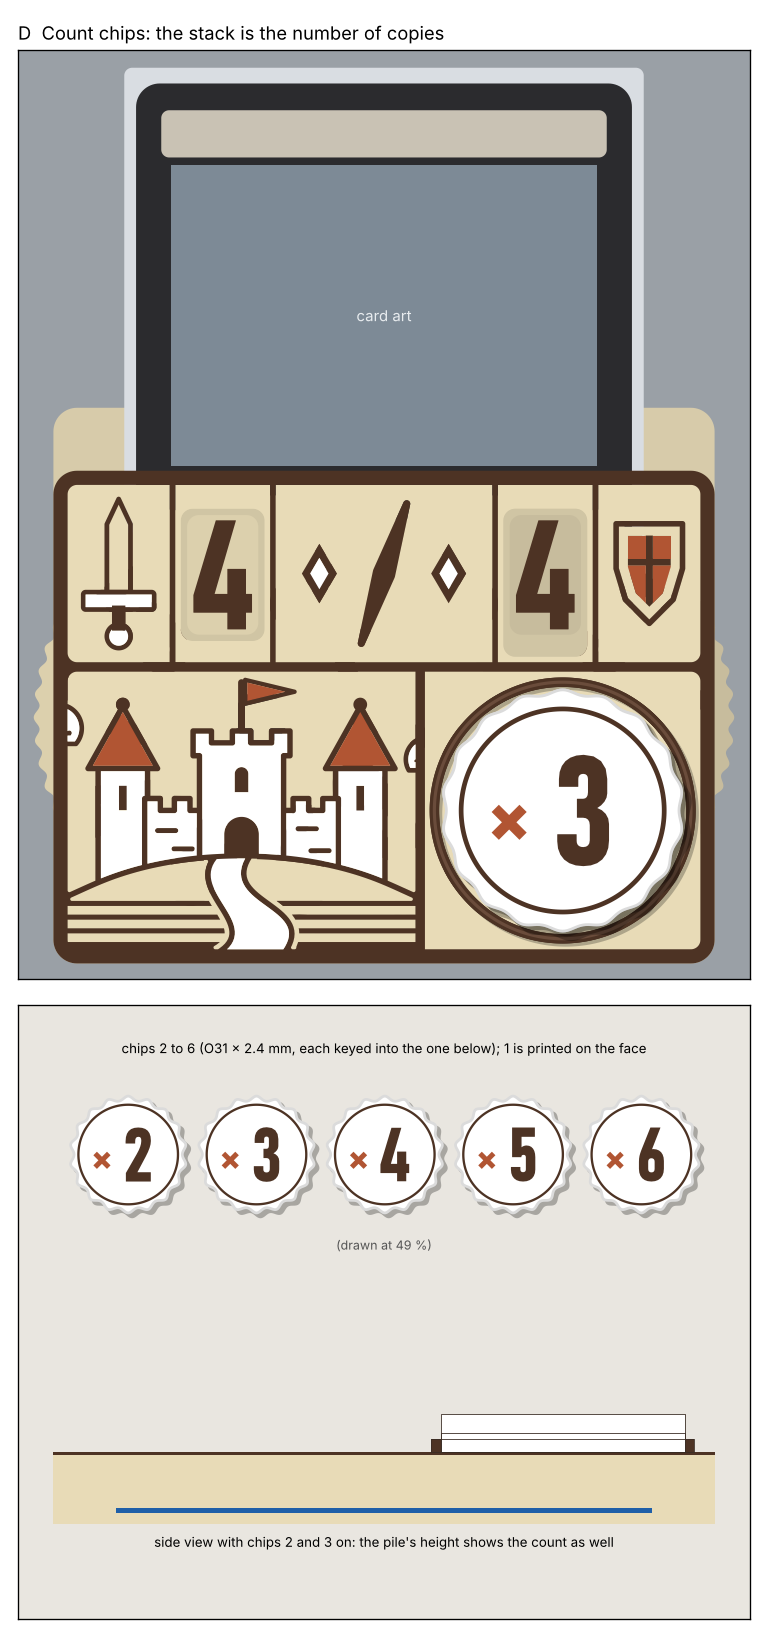 D Count chips: the stack is the number of copies
card art
4 4
× 3
chips 2 to 6 (O31 × 2.4 mm, each keyed into the one below); 1 is printed on the face
× 2 × 3 × 4 × 5 × 6
(drawn at 49 %)
side view with chips 2 and 3 on: the pile's height shows the count as well